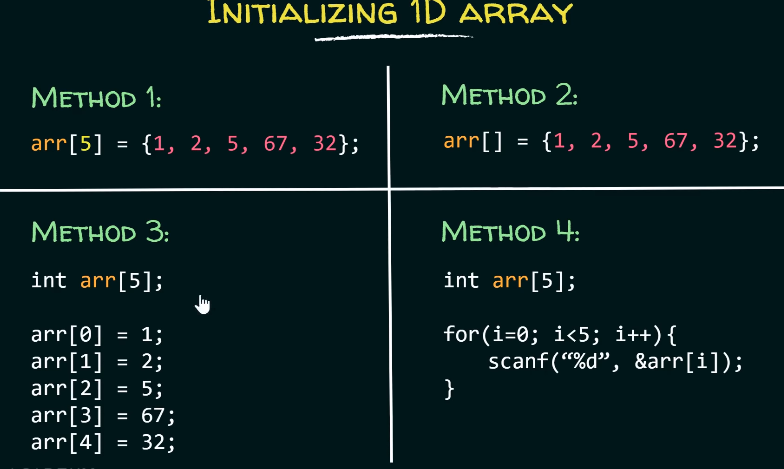 INITIALIZING 1D ARRAY
METHOD 1:
arr[5] = {1, 2, 5, 67, 32};
METHOD 2:
arr[] = {1, 2, 5, 67, 32};
METHOD 3:
int arr[5];
arr[0] = 1;
arr[1] = 2;
arr[2] = 5;
arr[3] = 67;
arr[4] = 32;
METHOD 4:
int arr[5];
for(i=0; i<5; i++){
scanf(“%d”, &arr[i]);
}